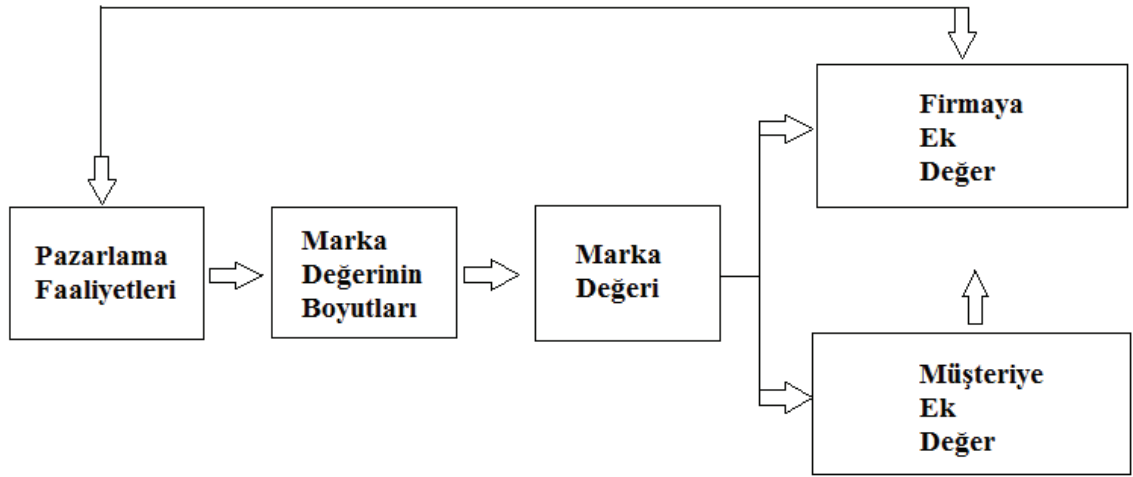 Pazarlama
Faaliyetleri
Marka
Değerinin
Boyutları
Marka
Değeri
Firmaya
Ek
Değer
Müşteriye
Ek
Değer